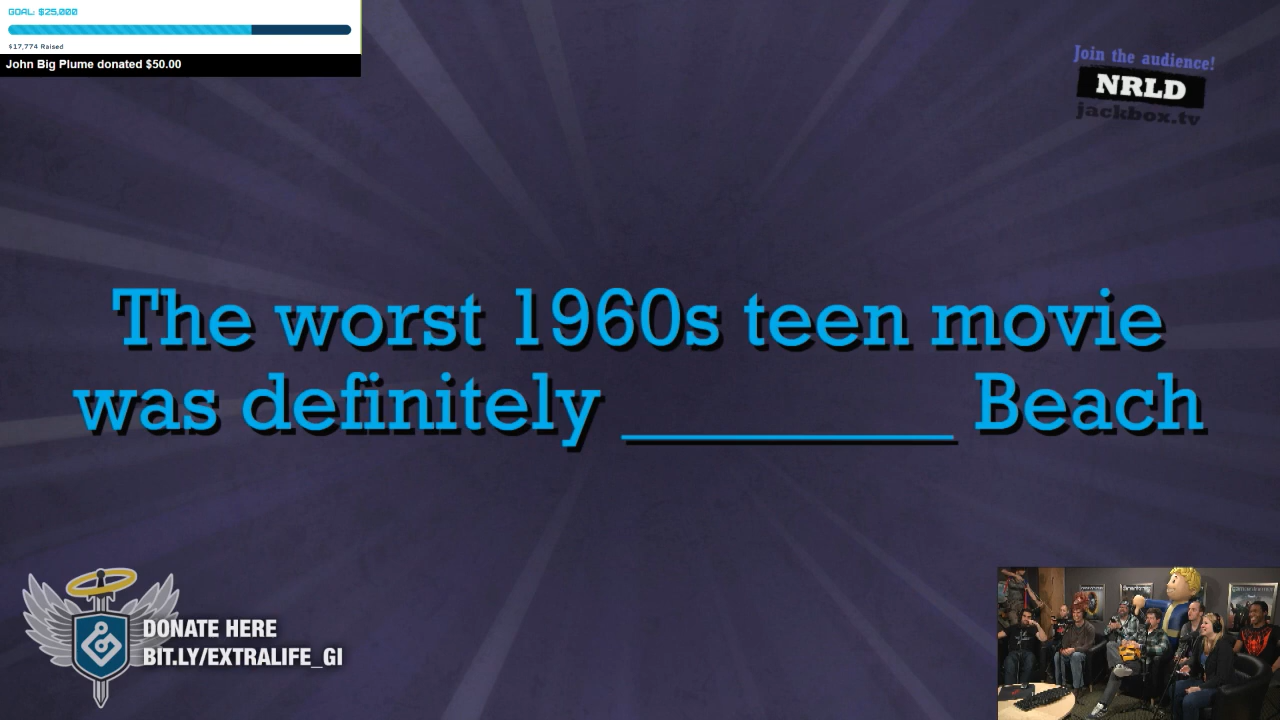 GOAL: $25,000
$17,774 Raised
John Big Plume donated $50.00
Join the audience!
NRLD
jackbox.tv
The worst 1960s teen movie
was definitely __________ Beach
DONATE HERE
BIT.LY/EXTRALIFE_GI